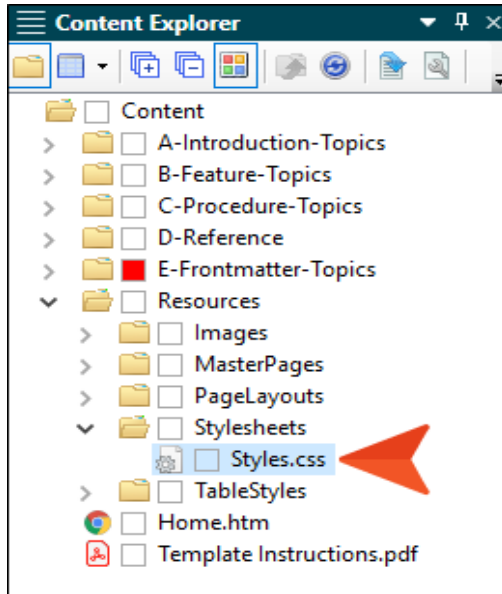 Content Explorer
Content
A-Introduction-Topics
B-Feature-Topics
C-Procedure-Topics
D-Reference
E-Frontmatter-Topics
Resources
Images
MasterPages
PageLayouts
Stylesheets
Styles.css
TableStyles
Home.htm
Template Instructions.pdf